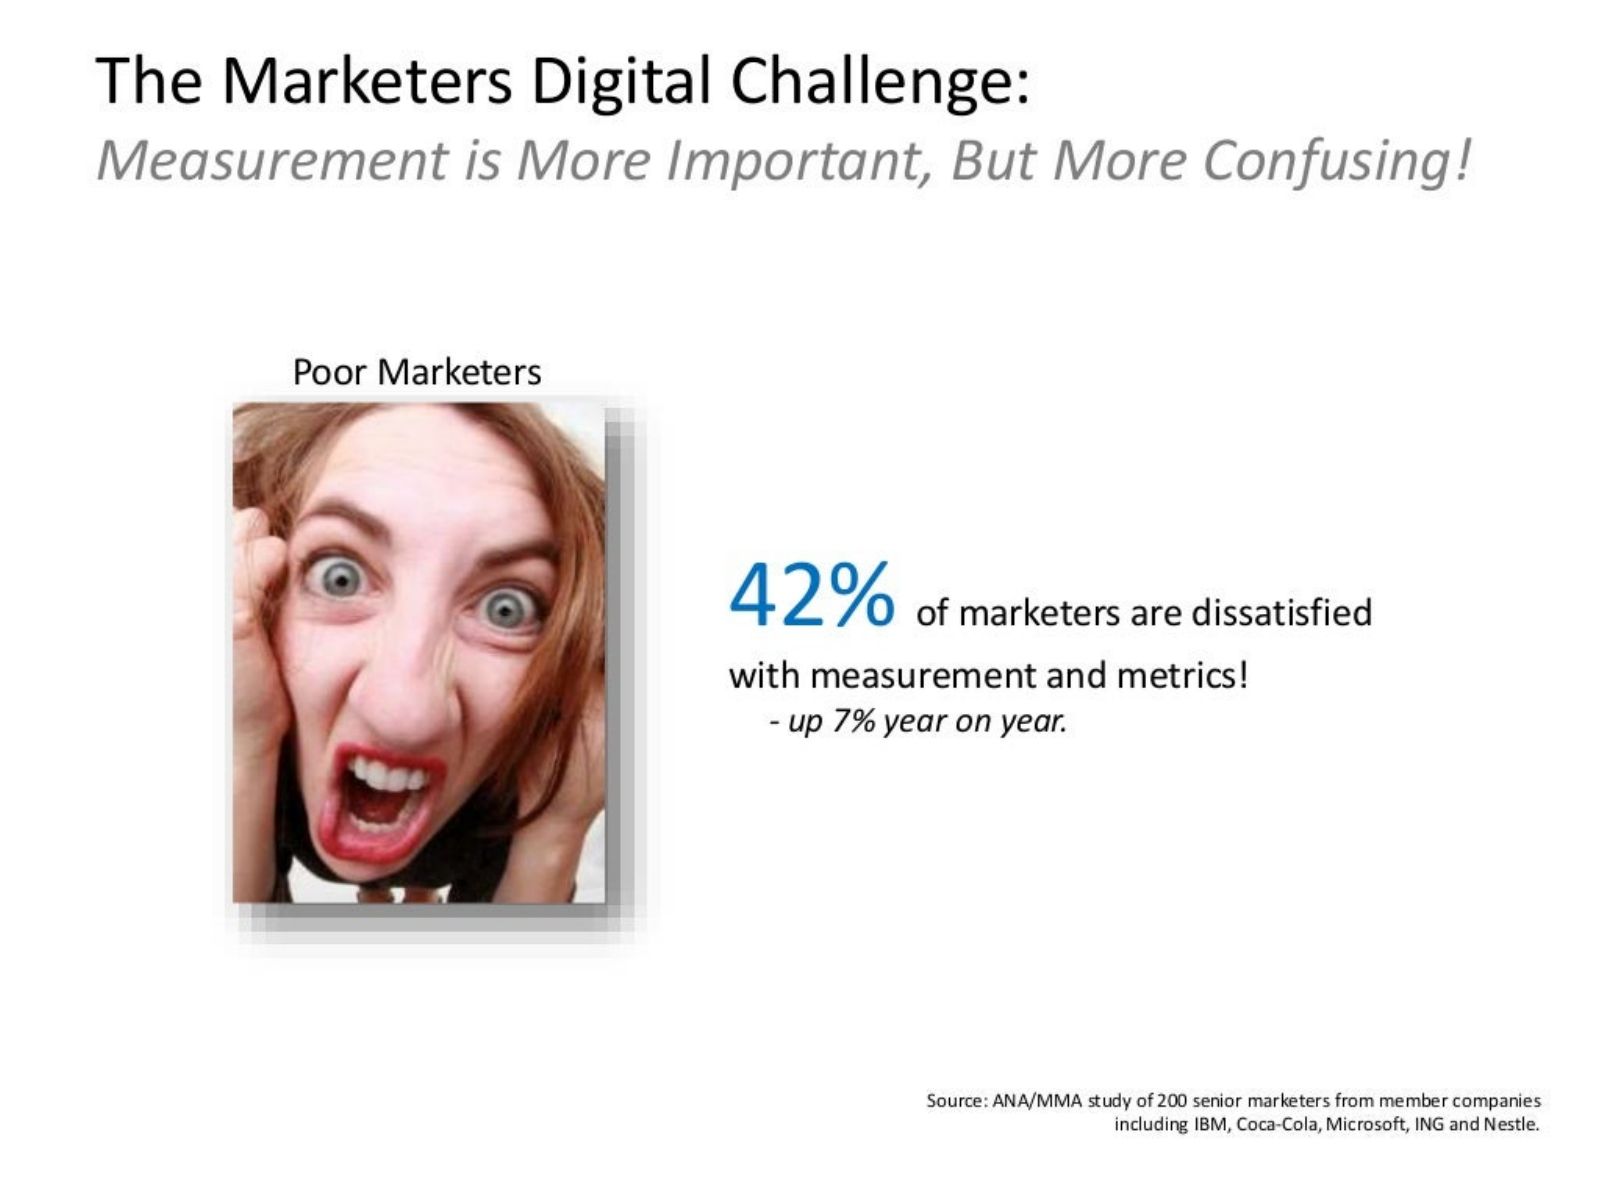 The Marketers Digital Challenge:
Measurement is More Important, But More Confusing!
Poor Marketers
42% of marketers are dissatisfied
with measurement and metrics!
- up 7% year on year.
Source: ANA/MMA study of 200 senior marketers from member companies
including IBM, Coca-Cola, Microsoft, ING and Nestle.